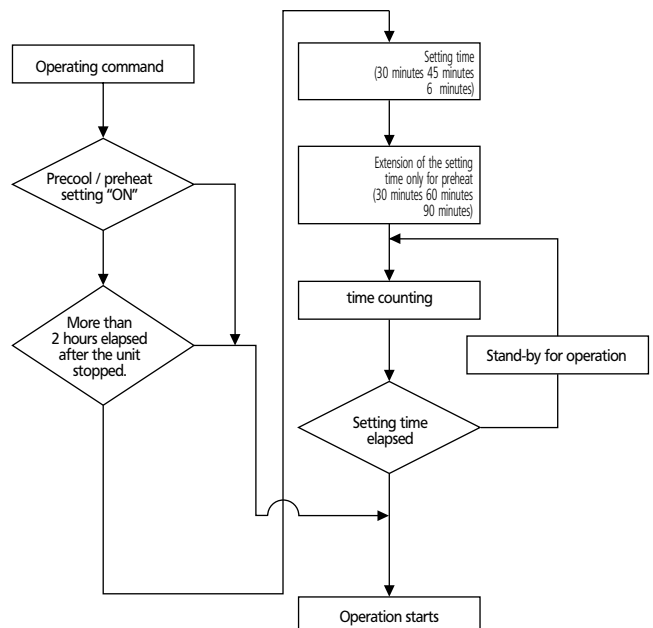 Operating command
Precool / preheat
setting "ON"
More than
2 hours elapsed
after the unit
stopped.
Setting time
(30 minutes 45 minutes
6 minutes)
Extension of the setting
time only for preheat
(30 minutes 60 minutes
90 minutes)
time counting
Stand-by for operation
Setting time
elapsed
Operation starts